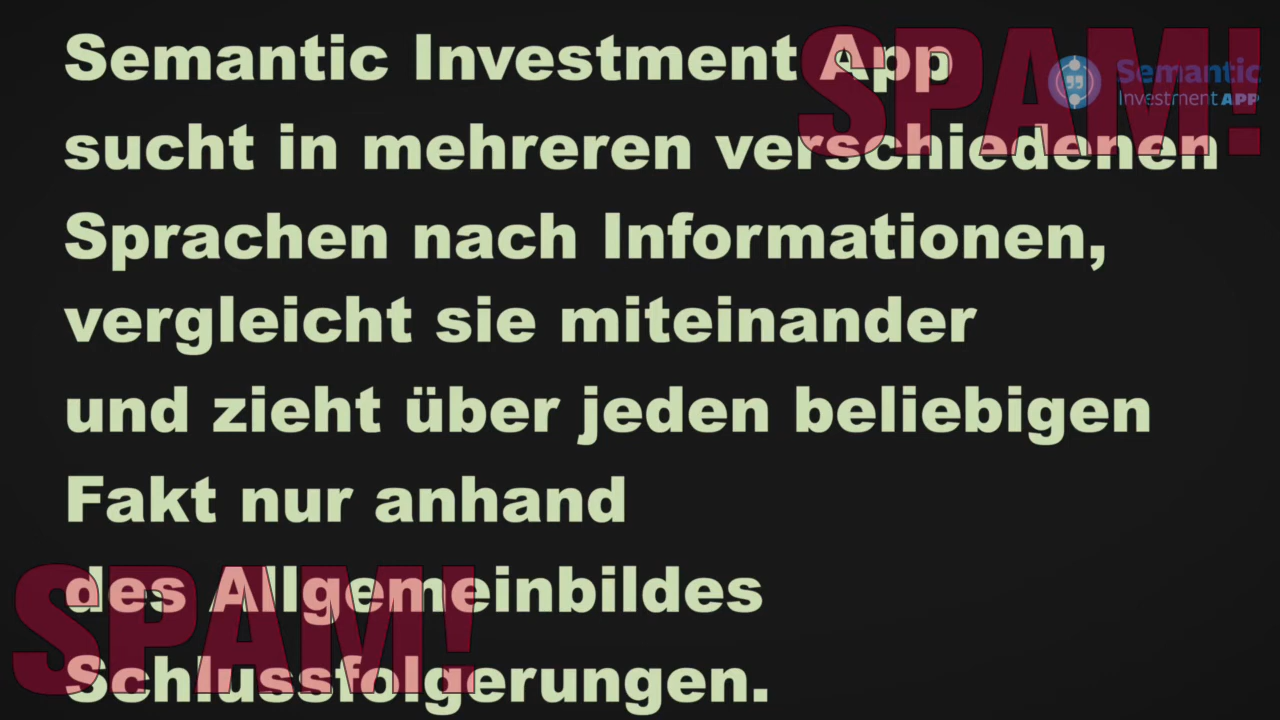 Semantic Investment App
SPAM!
Semantic
Investment APP
sucht in mehreren verschiedenen
Sprachen nach Informationen,
vergleicht sie miteinander
und zieht über jeden beliebigen
Fakt nur anhand
des Allgemeinbildes
SPAM!
Schlussfolgerungen.